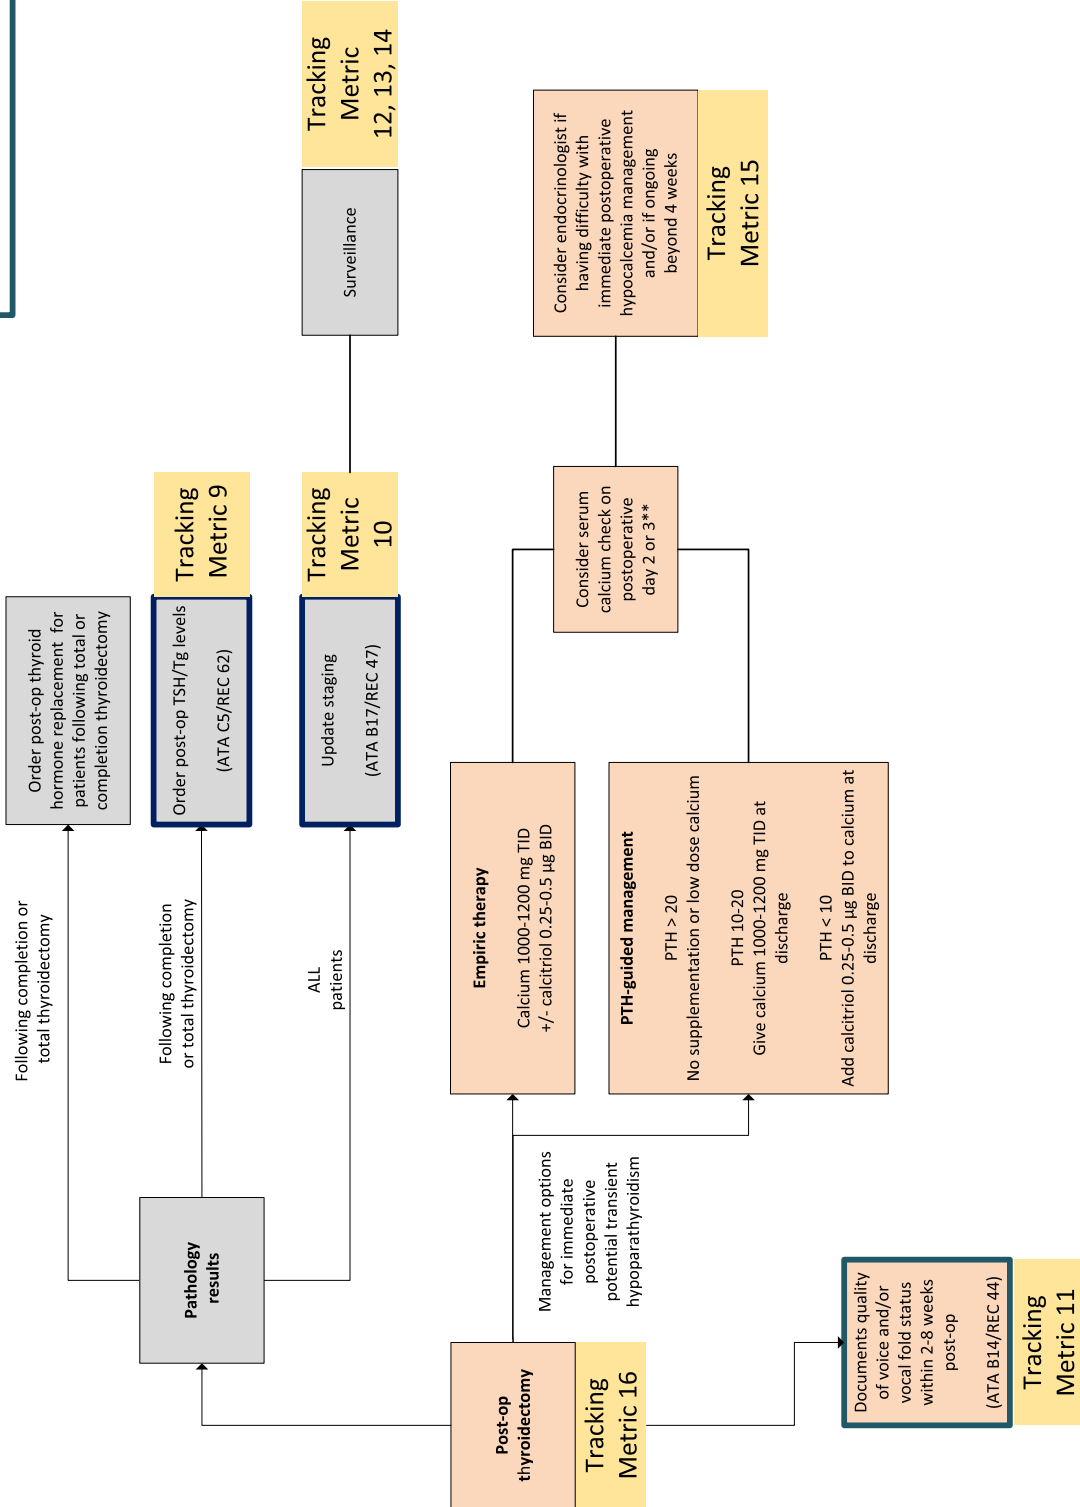 Post-op
thyroidectomy
Tracking
Metric 16
Pathology
results
Following completion or
total thyroidectomy
Order post-op thyroid
hormone replacement for
patients following total or
completion thyroidectomy
Following completion
or total thyroidectomy
Order post-op TSH/Tg levels
(ATA C5/REC 62)
Tracking
Metric 9
ALL
patients
Update staging
(ATA B17/REC 47)
Tracking
Metric
10
Surveillance
Tracking
Metric
12, 13, 14
Management options
for immediate
postoperative
potential transient
hypoparathyroidism
Empiric therapy
Calcium 1000-1200 mg TID
+/- calcitriol 0.25-0.5 µg BID
PTH-guided management
PTH > 20
No supplementation or low dose calcium
PTH 10-20
Give calcium 1000-1200 mg TID at
discharge
PTH < 10
Add calcitriol 0.25-0.5 µg BID to calcium at
discharge
Consider serum
calcium check on
postoperative
day 2 or 3**
Consider endocrinologist if
having difficulty with
immediate postoperative
hypocalcemia management
and/or if ongoing
beyond 4 weeks
Tracking
Metric 15
Documents quality
of voice and/or
vocal fold status
within 2-8 weeks
post-op
(ATA B14/REC 44)
Tracking
Metric 11